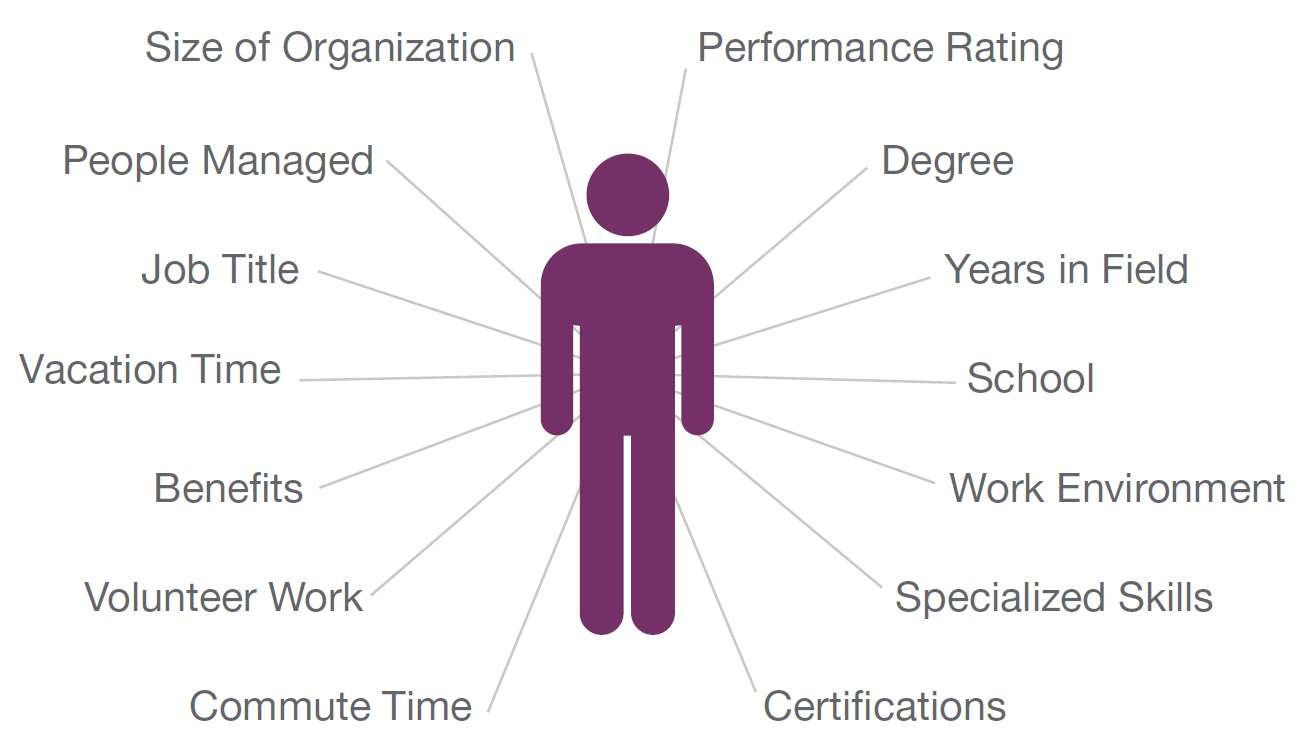 Size of Organization
Performance Rating
People Managed
Degree
Job Title
Years in Field
Vacation Time
School
Benefits
Work Environment
Volunteer Work
Specialized Skills
Commute Time
Certifications